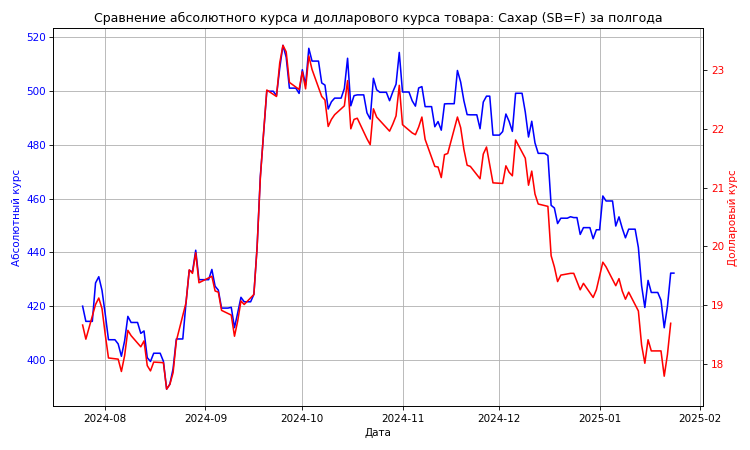 Сравнение абсолютного курса и долларового курса товара: Сахар (SB=F) за полгода
520
500
480
460
440
420
400
Абсолютный курс
23
22
21
20
19
18
Долларовый курс
2024-08 2024-09 2024-10 2024-11 2024-12 2025-01 2025-02
Дата